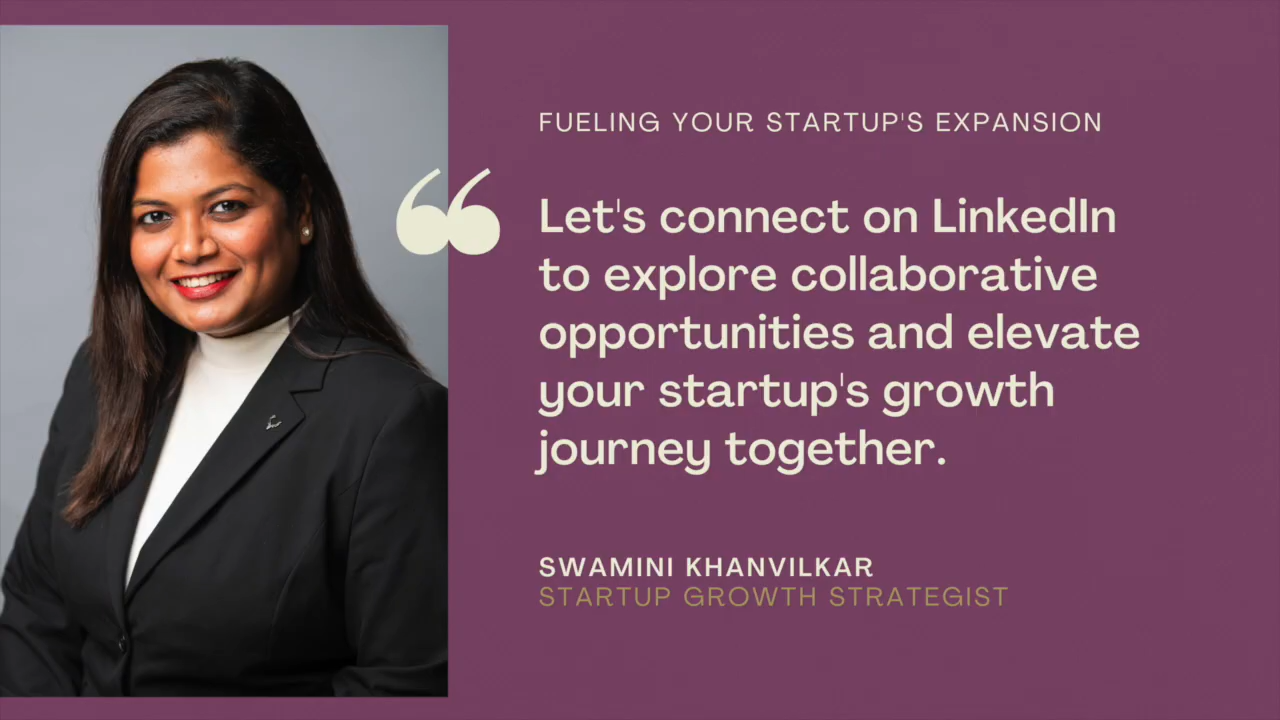 FUELING YOUR STARTUP'S EXPANSION
Let's connect on LinkedIn
to explore collaborative
opportunities and elevate
your startup's growth
journey together.
SWAMINI KHANVILKAR
STARTUP GROWTH STRATEGIST